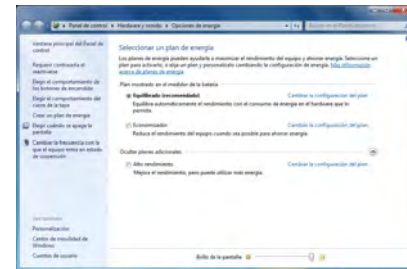 Panel de control ▸ Hardware y sonido ▸ Opciones de energía
Ventana principal del Panel de
control
Requerir contraseña al
reactivarse
Elegir el comportamiento de
los botones de encendido
Elegir el comportamiento del
cierre de la tapa
Crear un plan de energía
Elegir cuándo se apaga la
pantalla
Cambiar la frecuencia con la
que el equipo entra en estado
de suspensión
Personalización
Centro de movilidad de
Windows
Cuentas de usuario
Seleccionar un plan de energía
Los planes de energía pueden ayudarle a maximizar el rendimiento del equipo y ahorrar energía. Seleccione un
plan para activarlo, o elija un plan y personalícelo cambiando la configuración de energía. Más información
acerca de planes de energía
Plan mostrado en el medidor de la batería
Equilibrado (recomendado) Cambiar la configuración del plan
Equilibra automáticamente el rendimiento con el consumo de energía en el hardware que lo
permita.
Economizador Cambiar la configuración del plan
Reduce el rendimiento del equipo cuando sea posible para ahorrar energía.
Ocultar planes adicionales
Alto rendimiento Cambiar la configuración del plan
Mejora el rendimiento, pero puede utilizar más energía.
Brillo de la pantalla